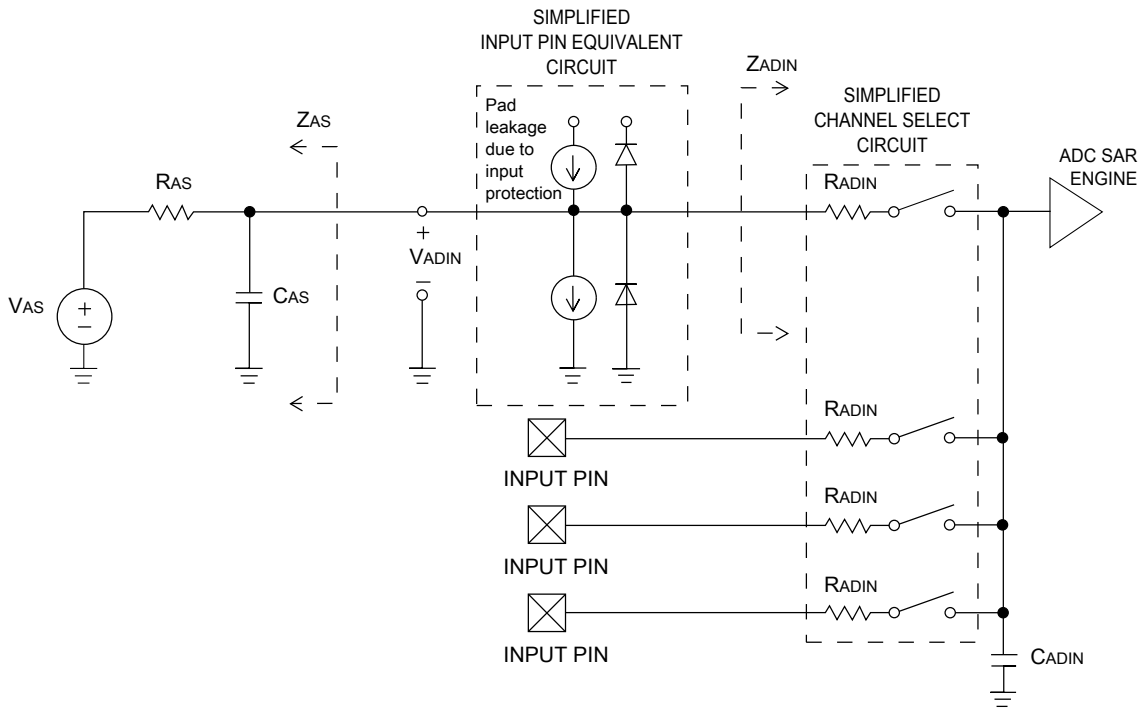 SIMPLIFIED
INPUT PIN EQUIVALENT
CIRCUIT
Pad
leakage
due to
input
protection
ZADIN
SIMPLIFIED
CHANNEL SELECT
CIRCUIT
ADC SAR
ENGINE
ZAS
RAS
RADIN
+
VADIN
–
VAS
+
–
CAS
RADIN
INPUT PIN
RADIN
INPUT PIN
RADIN
INPUT PIN
CADIN